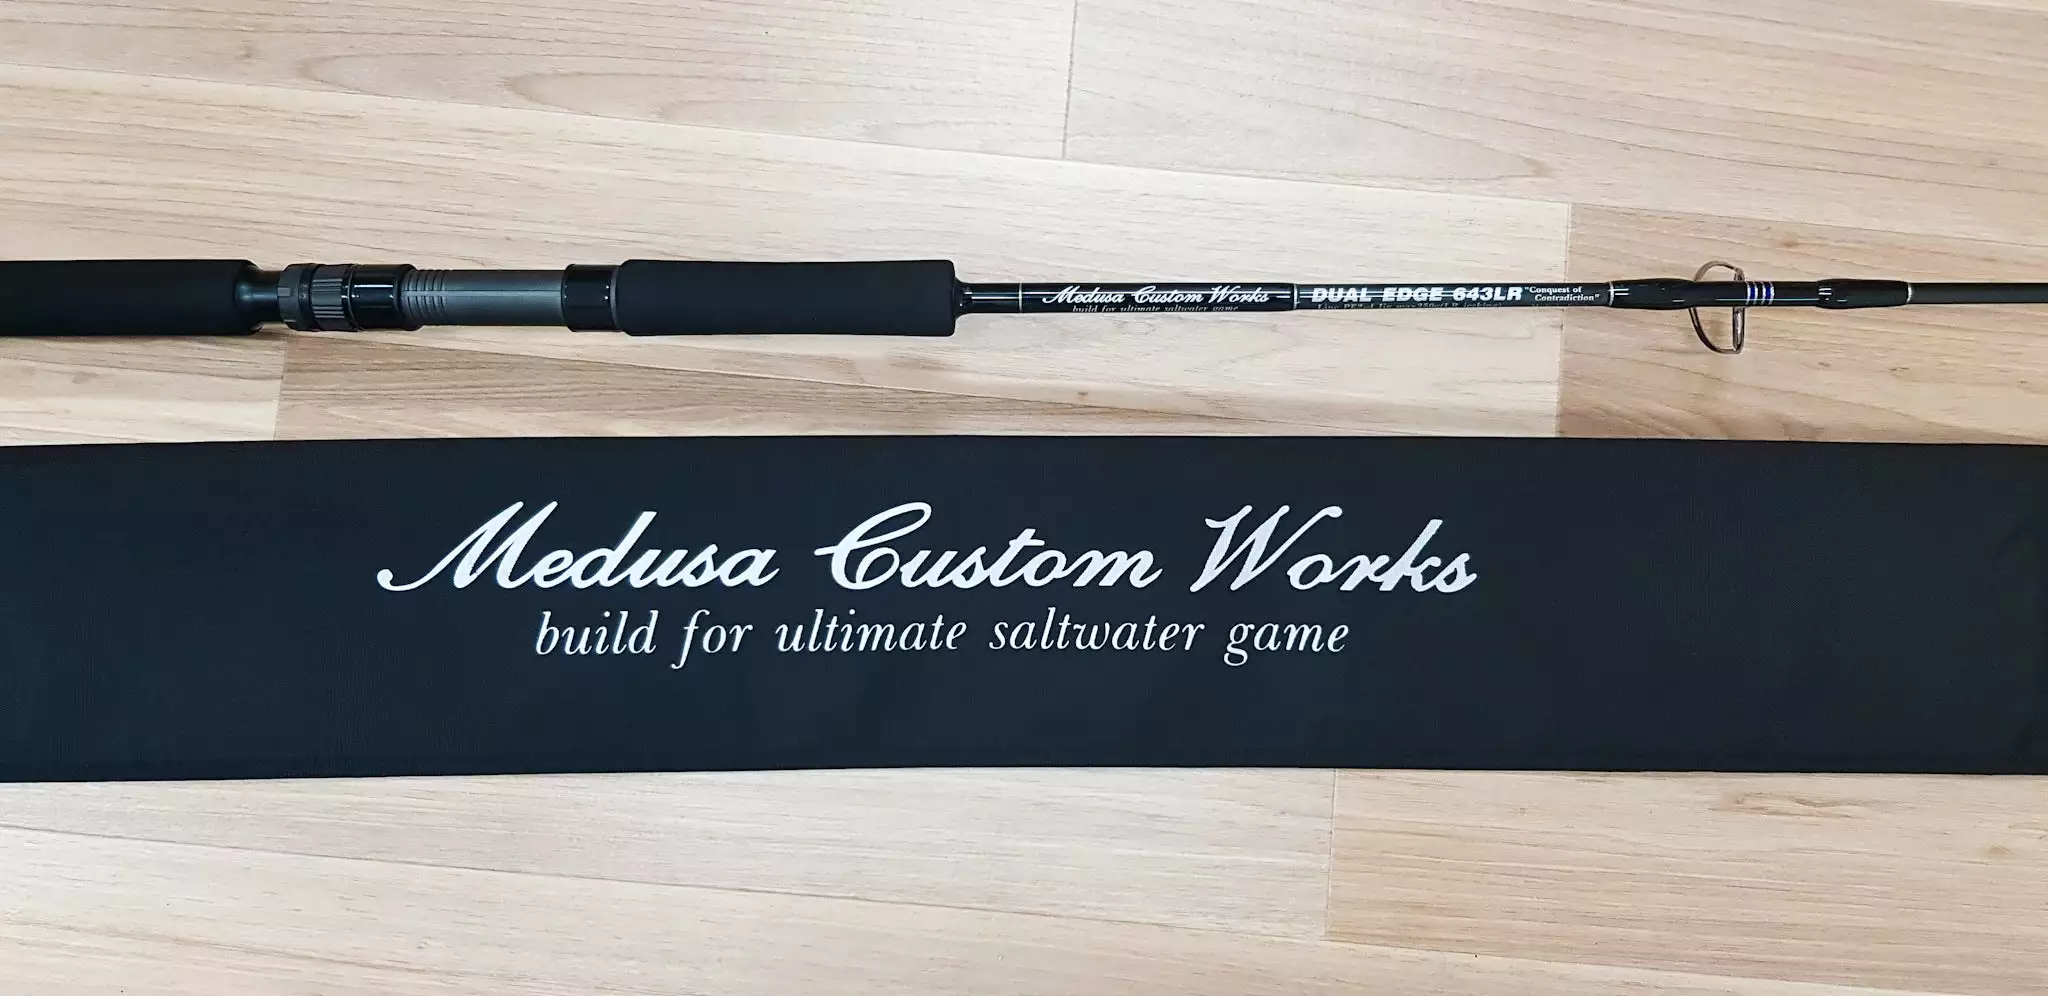 Medusa Custom Works
build for ultimate saltwater game
DUAL EDGE 643LR
"Conquest of
Contradiction"
Medusa Custom Works
build for ultimate saltwater game